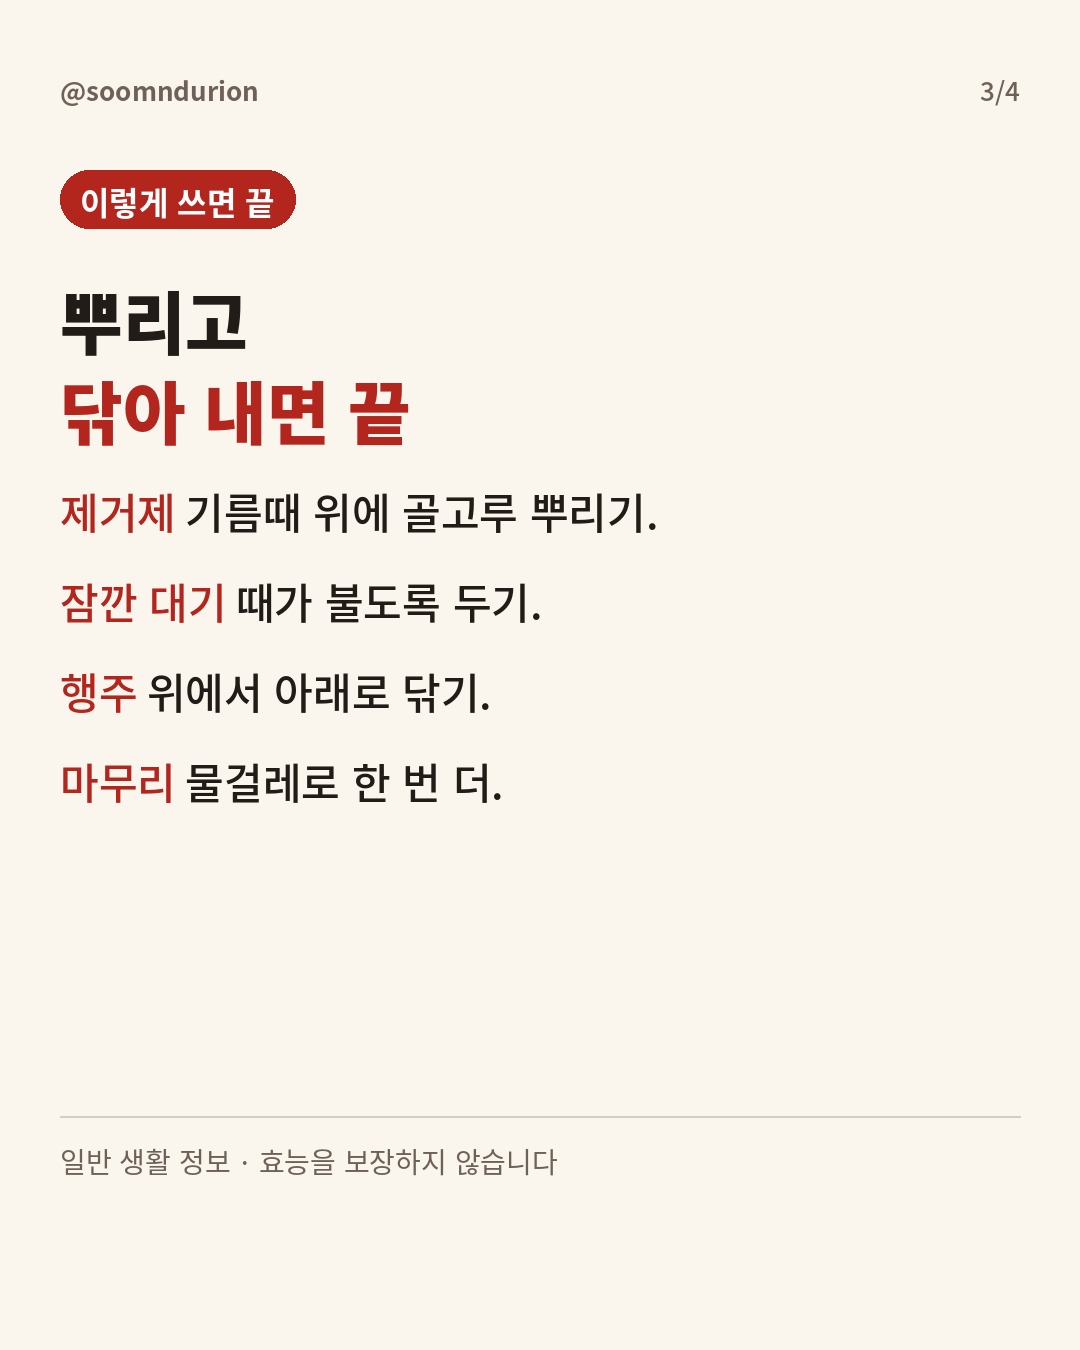 @soomndurion
3/4
이렇게 쓰면 끝
뿌리고
닦아 내면 끝
제거제 기름때 위에 골고루 뿌리기.
잠깐 대기 때가 불도록 두기.
행주 위에서 아래로 닦기.
마무리 물걸레로 한 번 더.
일반 생활 정보 · 효능을 보장하지 않습니다